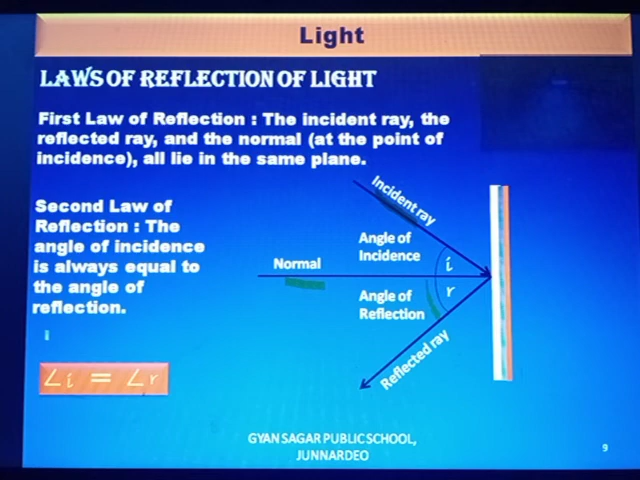 Light
LAWS OF REFLECTION OF LIGHT
First Law of Reflection : The incident ray, the
reflected ray, and the normal (at the point of
incidence), all lie in the same plane.
Second Law of
Reflection : The
angle of incidence
is always equal to
the angle of
reflection.
∠i = ∠r
Incident ray
Angle of
Incidence
i
Normal
r
Angle of
Reflection
Reflected ray
GYAN SAGAR PUBLIC SCHOOL,
JUNNARDEO
9